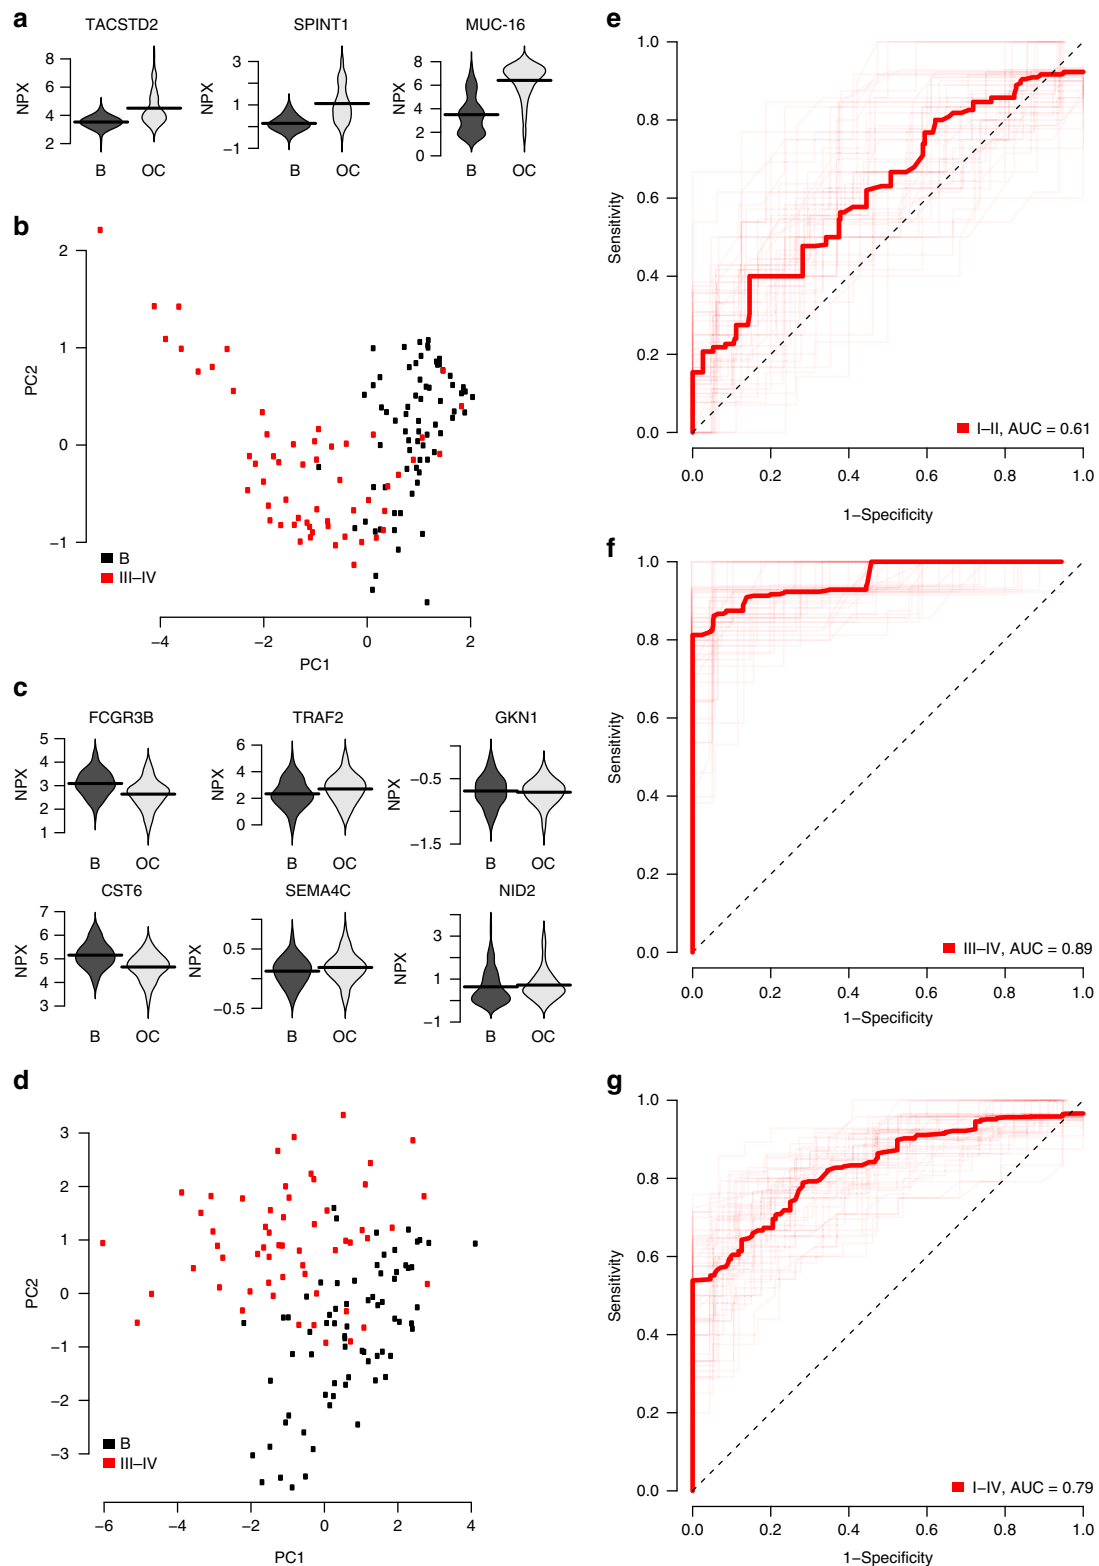 a
TACSTD2
SPINT1
MUC-16
NPX
8
6
4
2
B OC
NPX
3
1
−1
B OC
NPX
8
6
4
2
0
B OC
b
PC2
2
1
0
−1
B
III–IV
−4 −2 0 2
PC1
c
FCGR3B
TRAF2
GKN1
NPX
5
4
3
2
1
B OC
NPX
6
4
2
0
B OC
NPX
−0.5
−1.5
B OC
CST6
SEMA4C
NID2
NPX
7
6
5
4
3
B OC
NPX
0.5
−0.5
B OC
NPX
3
1
−1
B OC
d
PC2
3
2
1
0
−1
−2
−3
B
III–IV
−6 −4 −2 0 2 4
PC1
e
Sensitivity
1.0
0.8
0.6
0.4
0.2
0.0
I–II, AUC = 0.61
0.0 0.2 0.4 0.6 0.8 1.0
1−Specificity
f
Sensitivity
1.0
0.8
0.6
0.4
0.2
0.0
III–IV, AUC = 0.89
0.0 0.2 0.4 0.6 0.8 1.0
1−Specificity
g
Sensitivity
1.0
0.8
0.6
0.4
0.2
0.0
I–IV, AUC = 0.79
0.0 0.2 0.4 0.6 0.8 1.0
1−Specificity